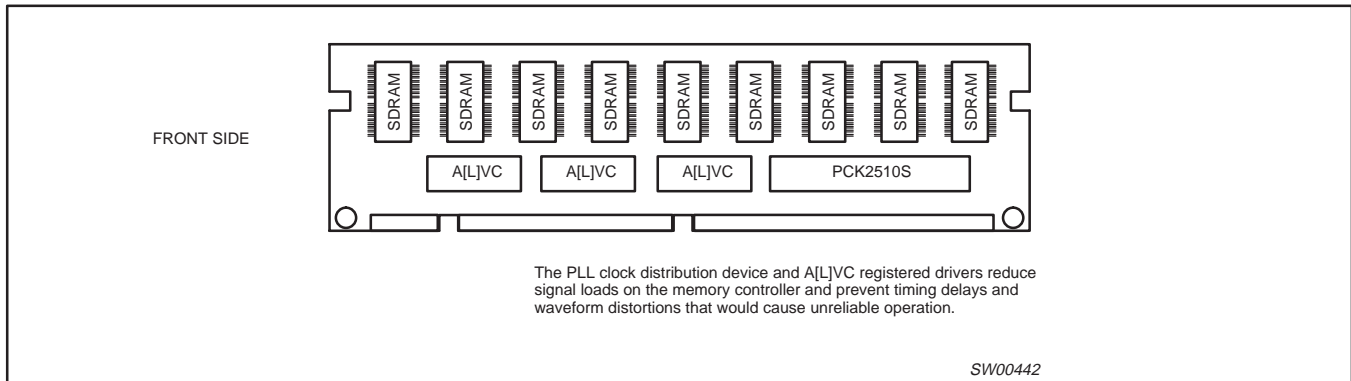 SDRAM SDRAM SDRAM SDRAM SDRAM SDRAM SDRAM SDRAM SDRAM
FRONT SIDE
A[L]VC A[L]VC A[L]VC PCK2510S
The PLL clock distribution device and A[L]VC registered drivers reduce
signal loads on the memory controller and prevent timing delays and
waveform distortions that would cause unreliable operation.
SW00442